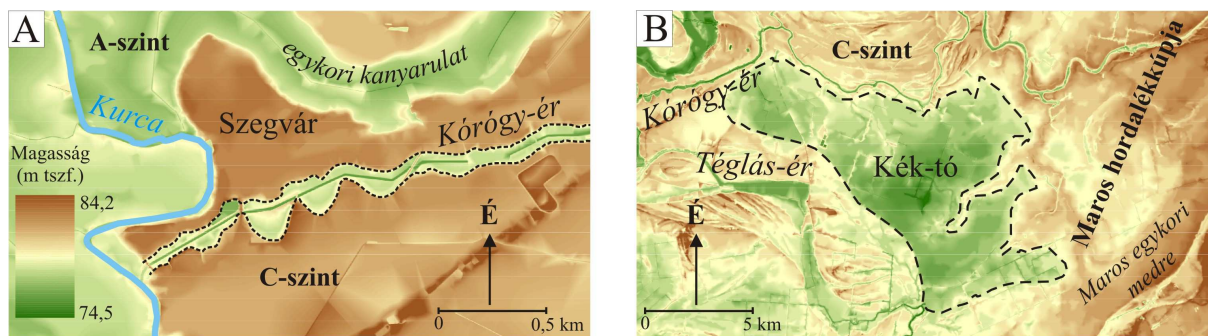 A
A-szint
egykori kanyarulat
Kurca
Szegvár
Kórógy-ér
Magasság
(m tszf.)
84,2
74,5
C-szint
É
0
0,5 km
B
C-szint
Kórógy-ér
Téglás-ér
Kék-tó
Maros hordalékkúpja
É
Maros egykori
medre
0
5 km